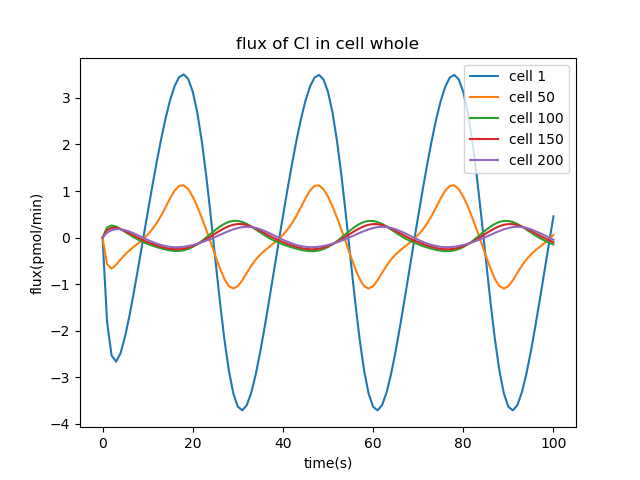 flux of Cl in cell whole
cell 1
cell 50
cell 100
cell 150
cell 200
flux(pmol/min)
3
2
1
0
−1
−2
−3
−4
0 20 40 60 80 100
time(s)